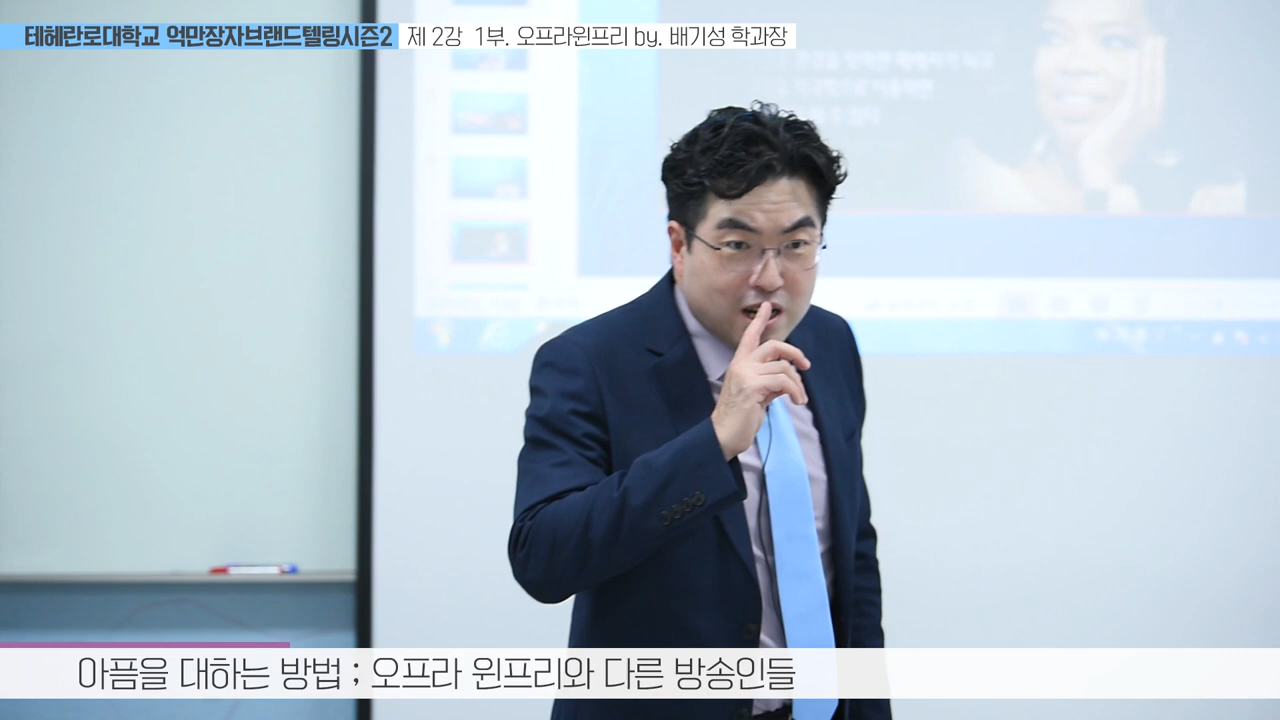 테헤란로대학교 억만장자브랜드텔링시즌2 제 2강 1부. 오프라윈프리 by. 배기성 학과장
아픔을 대하는 방법 ; 오프라 윈프리와 다른 방송인들